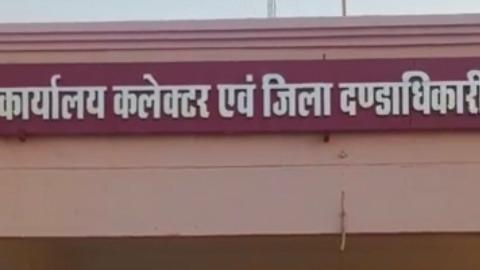 कार्यालय कलेक्टर एवं जिला दण्डाधिकारी